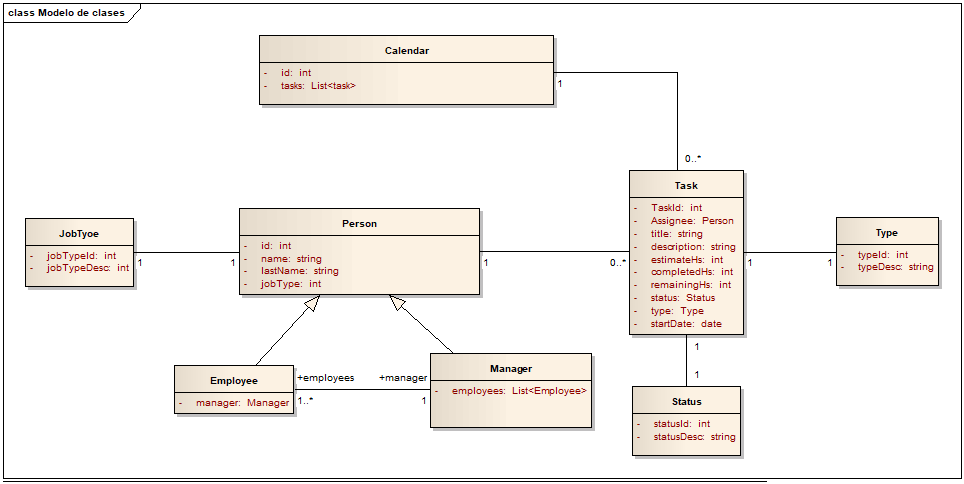 class Modelo de clases
Calendar
- id: int
- tasks: List<task>
1
0..*
Task
- TaskId: int
- Assignee: Person
- title: string
- description: string
- estimateHs: int
- completedHs: int
- remainingHs: int
- status: Status
- type: Type
- startDate: date
JobTyoe
- jobTypeId: int
- jobTypeDesc: int
1
1
Person
- id: int
- name: string
- lastName: string
- jobType: int
1
0..*
1
1
Type
- typeId: int
- typeDesc: string
1
1
Employee
- manager: Manager
+employees
1..*
+manager
1
Manager
- employees: List<Employee>
Status
- statusId: int
- statusDesc: string